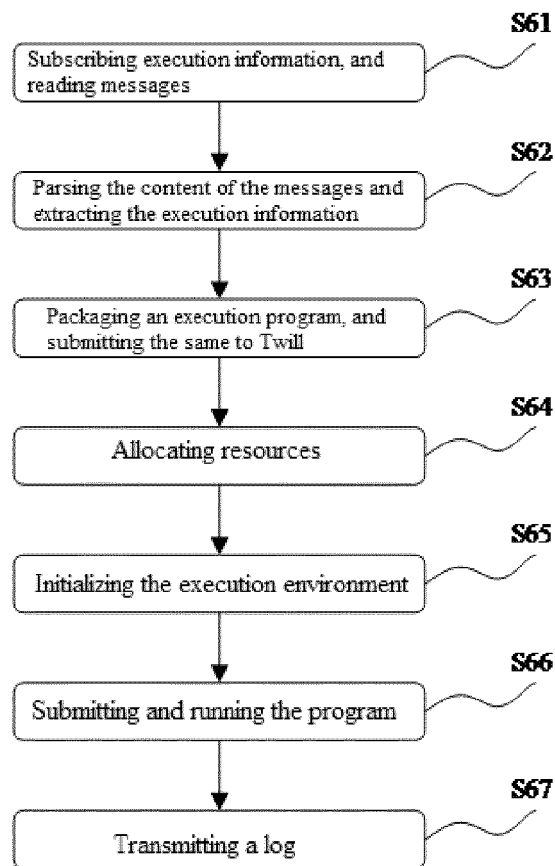 S61
Subscribing execution information, and
reading messages
S62
Parsing the content of the messages and
extracting the execution information
S63
Packaging an execution program, and
submitting the same to Twill
S64
Allocating resources
S65
Initializing the execution environment
S66
Submitting and running the program
S67
Transmitting a log